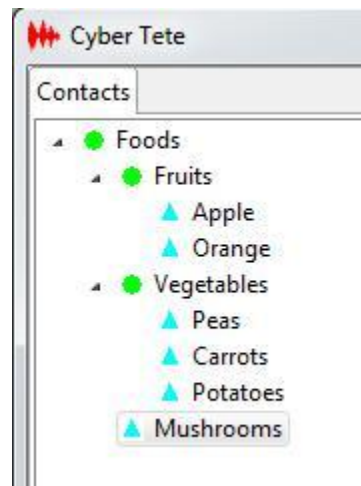 Cyber Tete
Contacts
Foods
Fruits
Apple
Orange
Vegetables
Peas
Carrots
Potatoes
Mushrooms